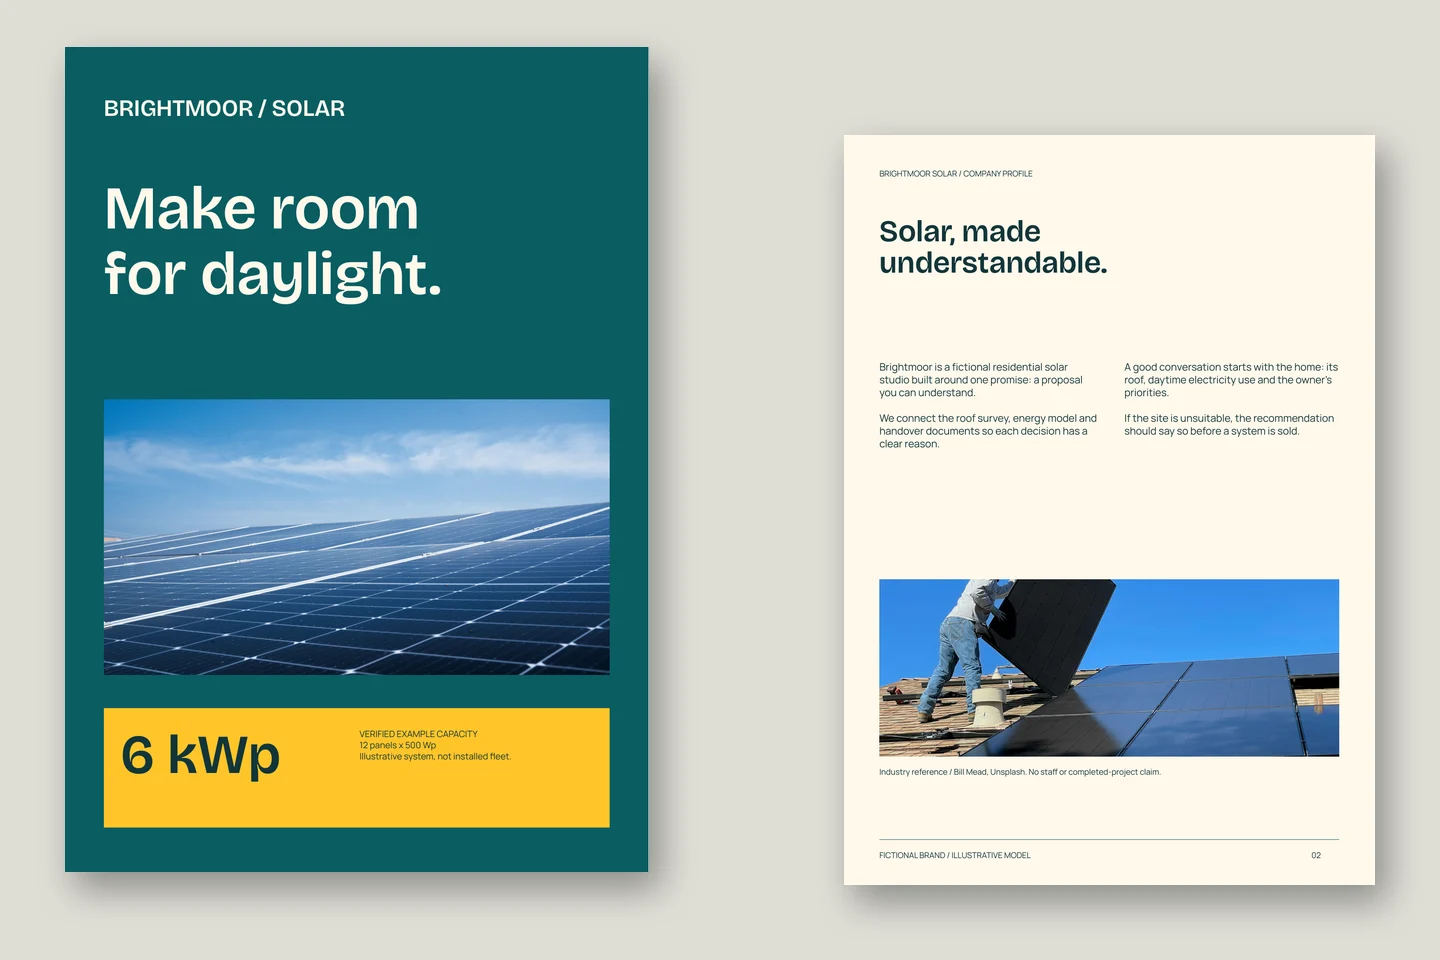 BRIGHTMOOR / SOLAR
Make room
for daylight.
6 kWp
VERIFIED EXAMPLE CAPACITY
12 panels x 500 Wp
Illustrative system, not installed fleet.
BRIGHTMOOR SOLAR / COMPANY PROFILE
Solar, made
understandable.
Brightmoor is a fictional residential solar
studio built around one promise: a proposal
you can understand.
We connect the roof survey, energy model and
handover documents so each decision has a
clear reason.
A good conversation starts with the home: its
roof, daytime electricity use and the owner's
priorities.
If the site is unsuitable, the recommendation
should say so before a system is sold.
Industry reference / Bill Mead, Unsplash. No staff or completed-project claim.
FICTIONAL BRAND / ILLUSTRATIVE MODEL
02